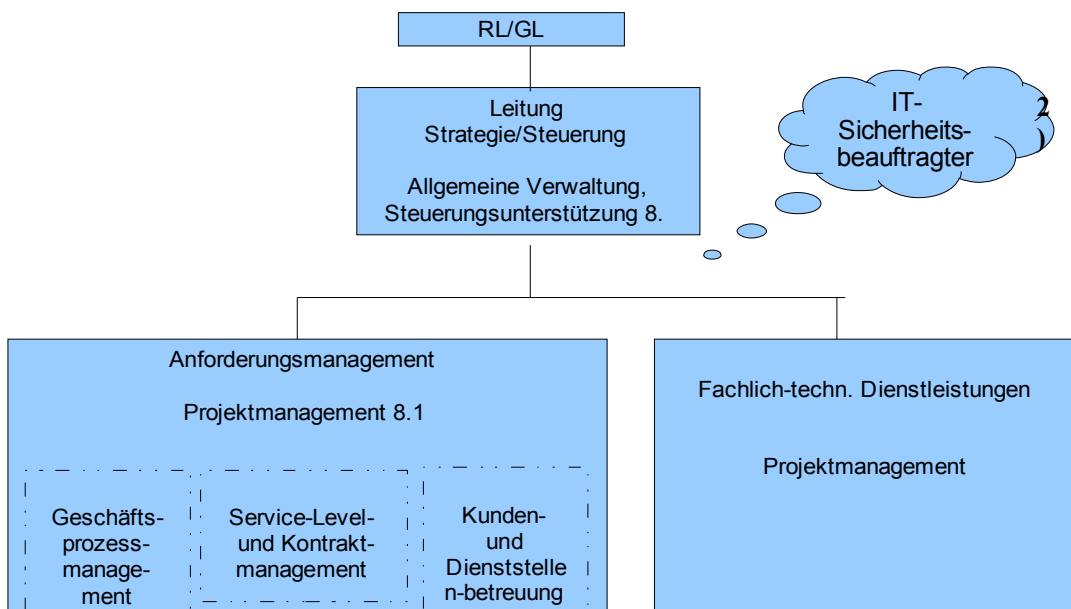 RL/GL
Leitung
Strategie/Steuerung
Allgemeine Verwaltung,
Steuerungsunterstützung 8.
IT-
Sicherheits-
beauftragter
2
)
Anforderungsmanagement
Projektmanagement 8.1
Geschäfts-
prozess-
manage-
ment
Service-Level-
und Kontrakt-
management
Kunden-
und
Dienststelle
n-betreuung
Fachlich-techn. Dienstleistungen
Projektmanagement